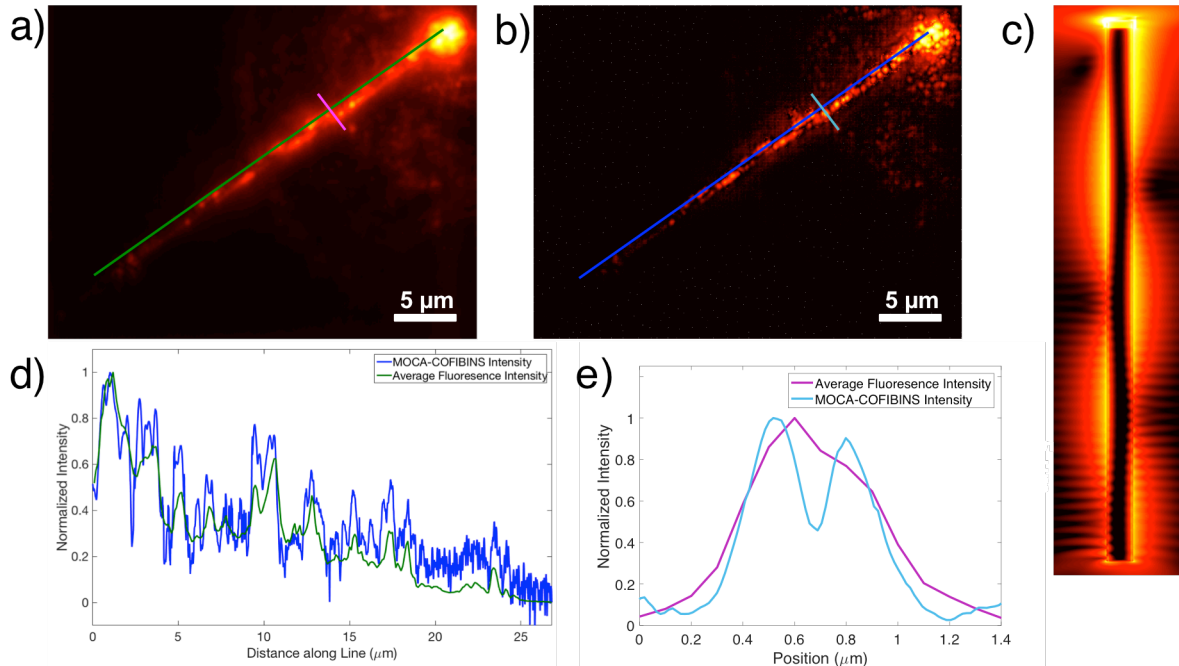 a)
5 μm
b)
5 μm
c)
d)
MOCA-COFIBINS Intensity
Average Fluoresence Intensity
Normalized Intensity
1
0.8
0.6
0.4
0.2
0
0
5
10
15
20
25
Distance along Line (μm)
e)
Average Fluoresence Intensity
MOCA-COFIBINS Intensity
Normalized Intensity
1
0.8
0.6
0.4
0.2
0
0
0.2
0.4
0.6
0.8
1
1.2
1.4
Position (μm)